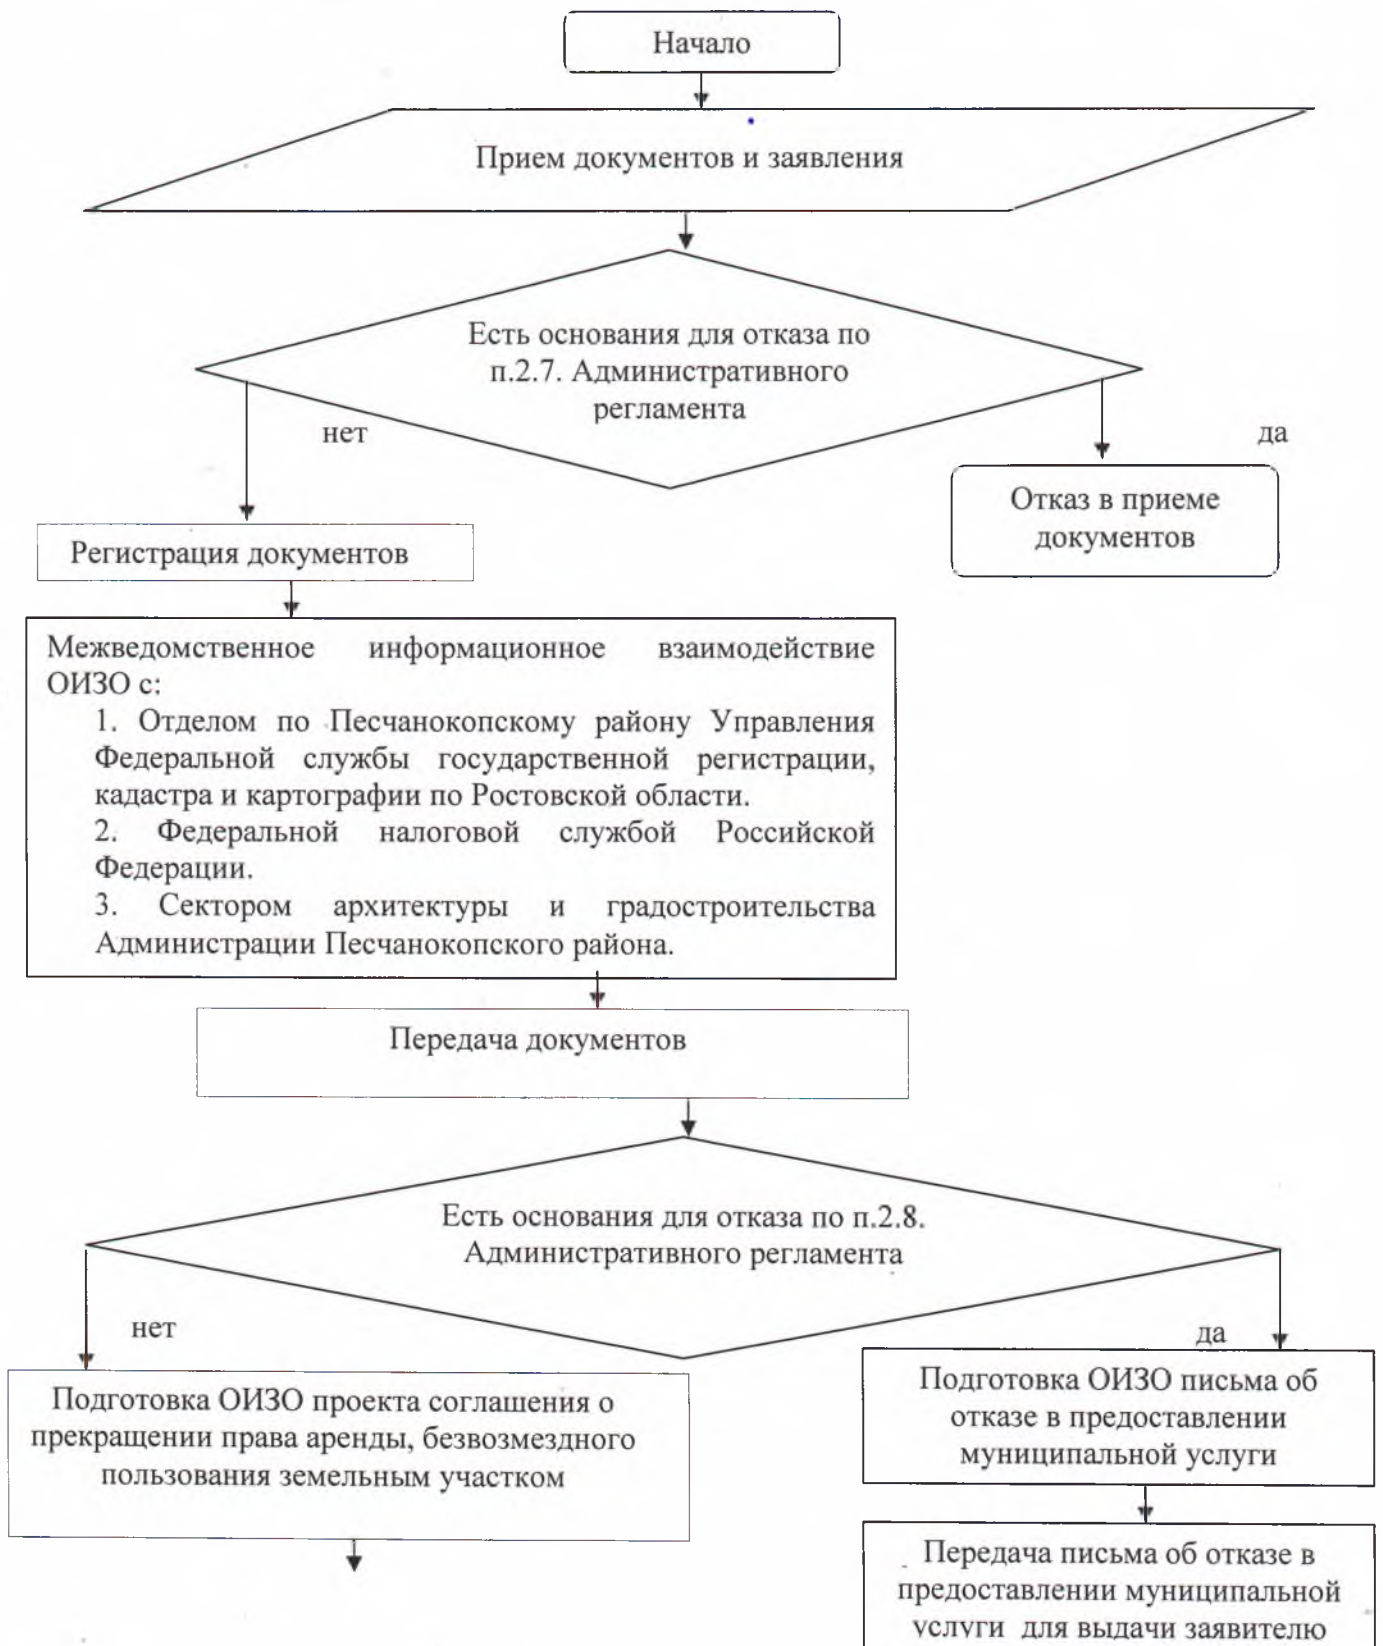 Начало
Прием документов и заявления
Есть основания для отказа по
п.2.7. Административного
регламента
нет
да
Отказ в приеме
документов
Регистрация документов
Межведомственное информационное взаимодействие
ОИЗО с:
1. Отделом по Песчанокопскому району Управления
Федеральной службы государственной регистрации,
кадастра и картографии по Ростовской области.
2. Федеральной налоговой службой Российской
Федерации.
3. Сектором архитектуры и градостроительства
Администрации Песчанокопского района.
Передача документов
Есть основания для отказа по п.2.8.
Административного регламента
нет
да
Подготовка ОИЗО проекта соглашения о
прекращении права аренды, безвозмездного
пользования земельным участком
Подготовка ОИЗО письма об
отказе в предоставлении
муниципальной услуги
Передача письма об отказе в
предоставлении муниципальной
услуги для выдачи заявителю